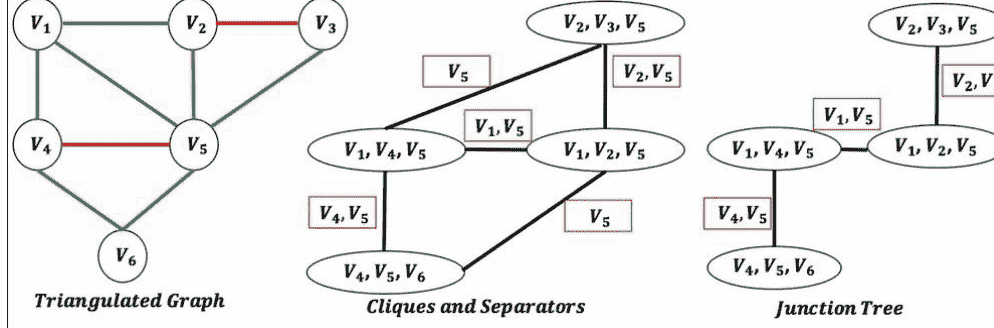 V₁
V₂
V₃
V₄
V₅
V₆
Triangulated Graph
V₂, V₃, V₅
V₅
V₂, V₅
V₁, V₅
V₁, V₄, V₅
V₁, V₂, V₅
V₄, V₅
V₅
V₄, V₅, V₆
Cliques and Separators
V₂, V₃, V₅
V₂, V
V₁, V₅
V₁, V₄, V₅
V₁, V₂, V₅
V₄, V₅
V₄, V₅, V₆
Junction Tree